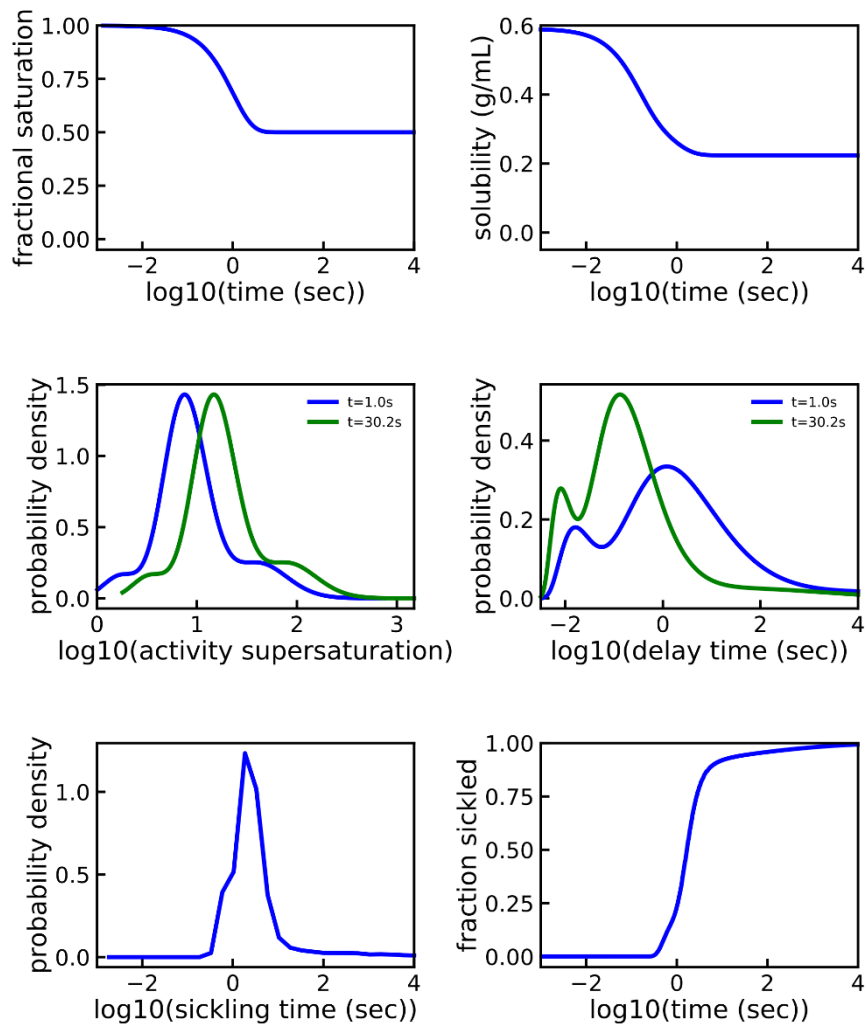 fractional saturation
1.00
0.75
0.50
0.25
0.00
−2 0 2 4
log10(time (sec))
solubility (g/mL)
0.6
0.4
0.2
0.0
−2 0 2 4
log10(time (sec))
probability density
1.5
1.0
0.5
0.0
t=1.0s
t=30.2s
0 1 2 3
log10(activity supersaturation)
probability density
0.4
0.2
0.0
t=1.0s
t=30.2s
−2 0 2 4
log10(delay time (sec))
probability density
1.0
0.5
0.0
−2 0 2 4
log10(sickling time (sec))
fraction sickled
1.00
0.75
0.50
0.25
0.00
−2 0 2 4
log10(time (sec))